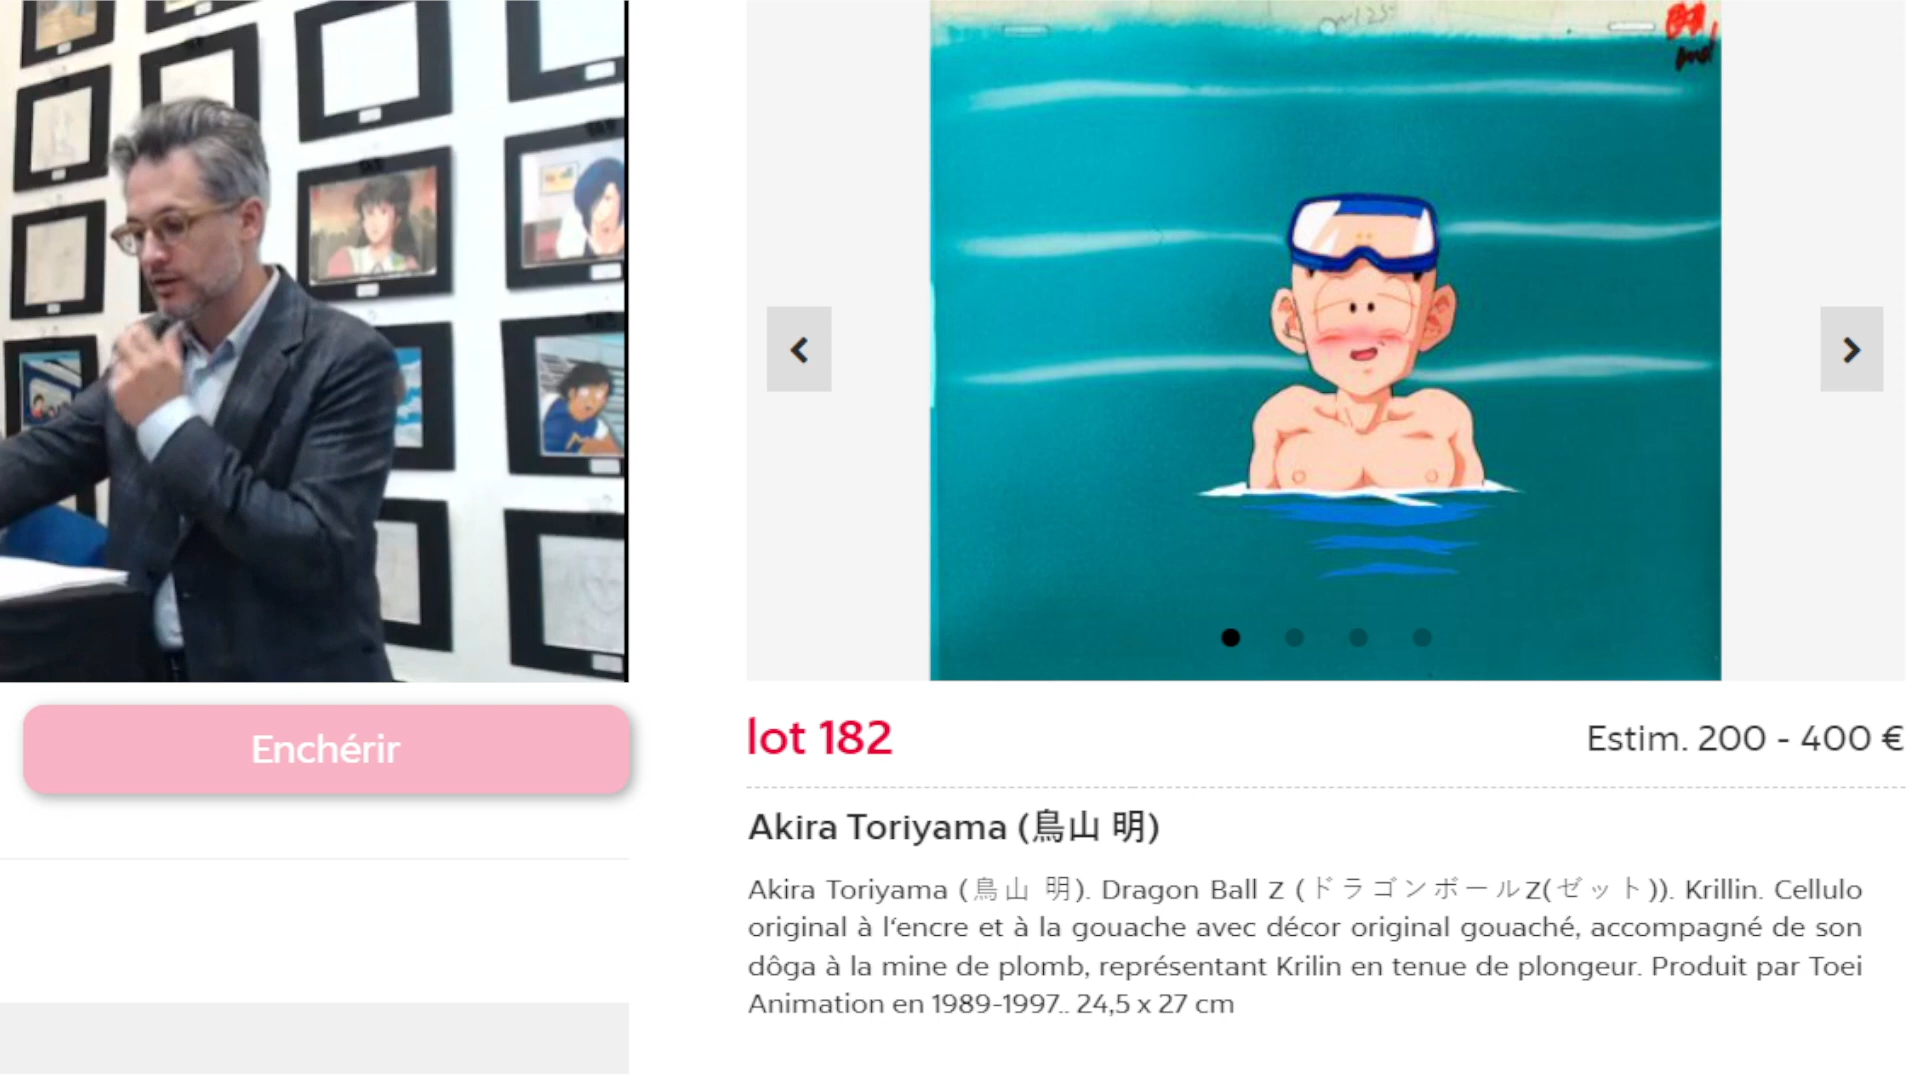 Enchérir
lot 182
Estim. 200 - 400 €
Akira Toriyama (鳥山 明)
Akira Toriyama (鳥山 明). Dragon Ball Z (ドラゴンボールZ(ゼット)). Krillin. Cellulo
original à l‘encre et à la gouache avec décor original gouaché, accompagné de son
dôga à la mine de plomb, représentant Krilin en tenue de plongeur. Produit par Toei
Animation en 1989-1997.. 24,5 x 27 cm